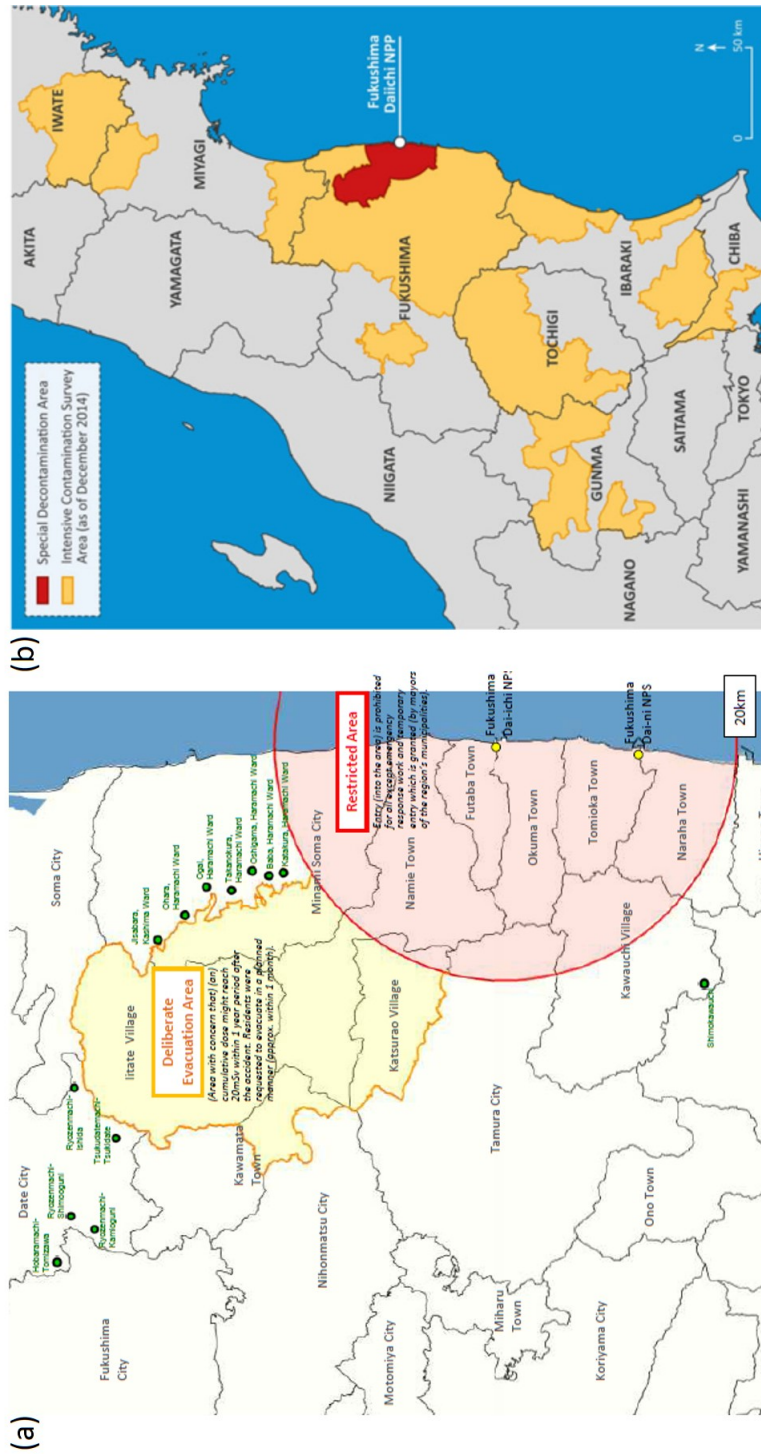 (a)
Soma City
Date City
Hobaramachi-
Tomizawa
Ryozenmachi-
Shimooguni
Ryozenmachi-
Kamioguni
Ryozenmachi-
Ishida
Tsukudatemachi-
Tsukidate
Fukushima
City
Iitate Village
Jisabara,
Kashima Ward
Ohara,
Haramachi Ward
Ogai,
Haramachi Ward
Takanokura,
Haramachi Ward
Oshigama, Haramachi Ward
Baba, Haramachi Ward
Katakura, Haramachi Ward
Deliberate
Evacuation Area
(Area with concern that) (an)
cumulative dose might reach
20mSv within 1 year period after
the accident. Residents were
requested to evacuate in a planned
manner (approx. within 1 month).
Kawamata
Town
Nihonmatsu City
Minami Soma City
Restricted Area
Entry (into the area) is prohibited
for all except emergency
response work and temporary
entry which is granted (by mayors
of the region's municipalities).
Namie Town
Katsurao Village
Futaba Town
Fukushima
Dai-ichi NPS
Okuma Town
Motomiya City
Tamura City
Miharu
Town
Tomioka Town
Fukushima
Dai-ni NPS
Kawauchi Village
Naraha Town
Koriyama City
Ono Town
Shimokawauchi
20km
(b)
Special Decontamination Area
Intensive Contamination Survey
Area (as of December 2014)
AKITA
IWATE
YAMAGATA
MIYAGI
NIIGATA
FUKUSHIMA
Fukushima
Daiichi NPP
GUNMA
TOCHIGI
IBARAKI
NAGANO
SAITAMA
YAMANASHI
TOKYO
CHIBA
N
0
50 km